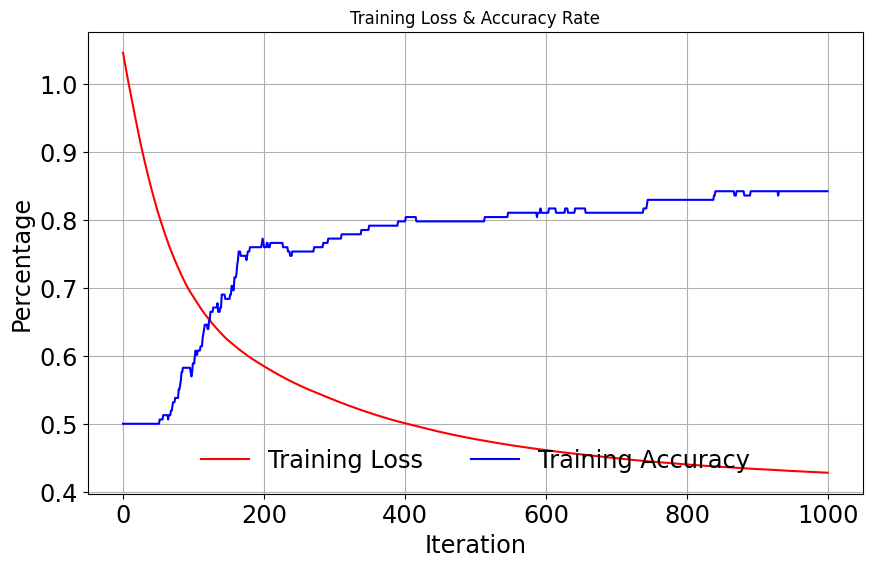 Training Loss & Accuracy Rate
Percentage
1.0
0.9
0.8
0.7
0.6
0.5
0.4
Training Loss
Training Accuracy
0
200
400
600
800
1000
Iteration